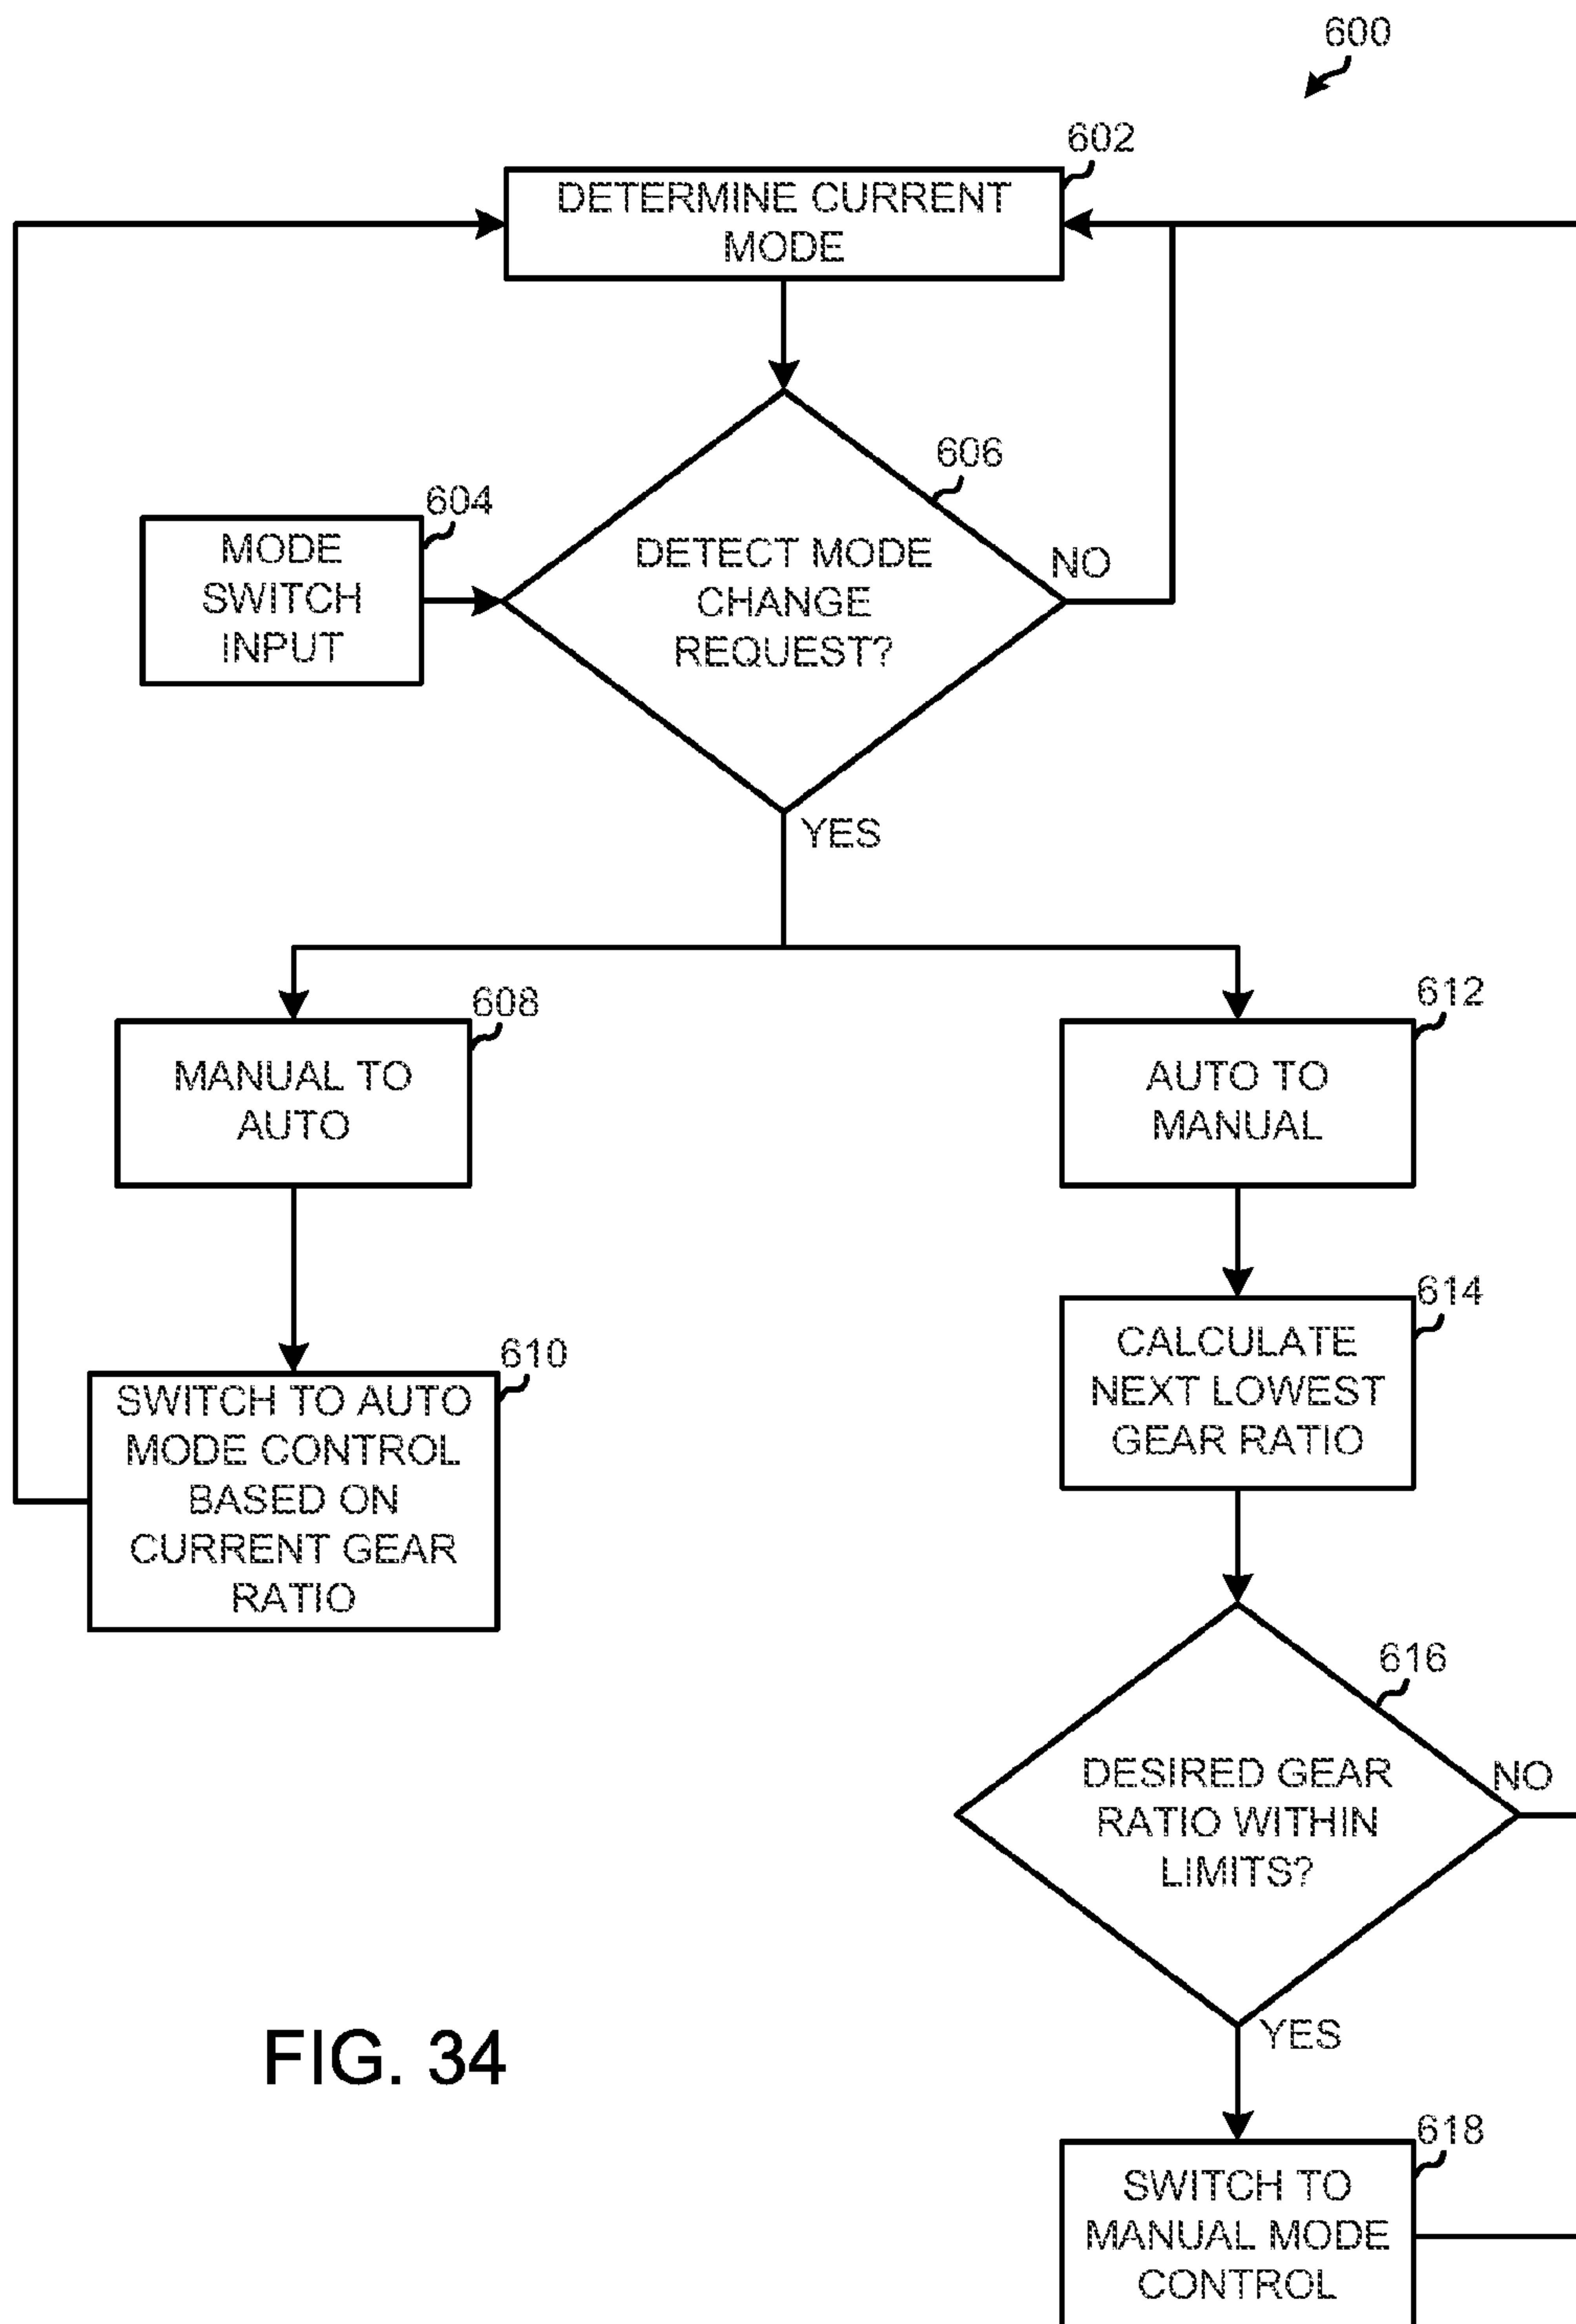 600
602
DETERMINE CURRENT
MODE
606
604
MODE
SWITCH
INPUT
DETECT MODE
CHANGE
REQUEST?
NO
YES
608
MANUAL TO
AUTO
612
AUTO TO
MANUAL
610
SWITCH TO AUTO
MODE CONTROL
BASED ON
CURRENT GEAR
RATIO
614
CALCULATE
NEXT LOWEST
GEAR RATIO
616
DESIRED GEAR
RATIO WITHIN
LIMITS?
NO
YES
618
SWITCH TO
MANUAL MODE
CONTROL
FIG. 34